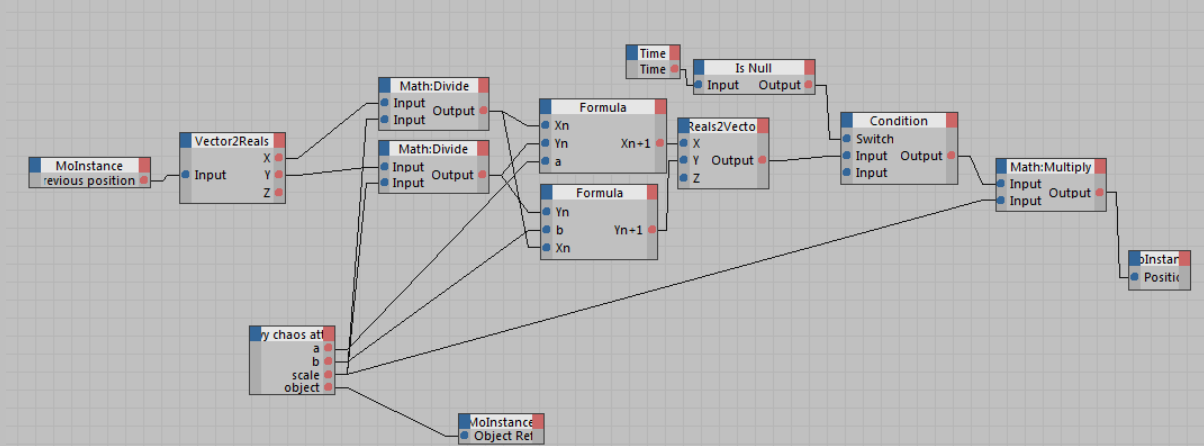 Time
Time
Is Null
Input Output
Math:Divide
Input
Output
Input
Formula
Xn
Yn Xn+1
a
Reals2Vecto
X
Y Output
Z
Condition
Switch
Input Output
Input
Vector2Reals
X
Input Y
Z
MoInstance
revious position
Math:Divide
Input
Output
Input
Formula
Yn
b Yn+1
Xn
Math:Multiply
Input
Output
Input
oInstan
Positic
vy chaos att
a
b
scale
object
MoInstance
Object Ref